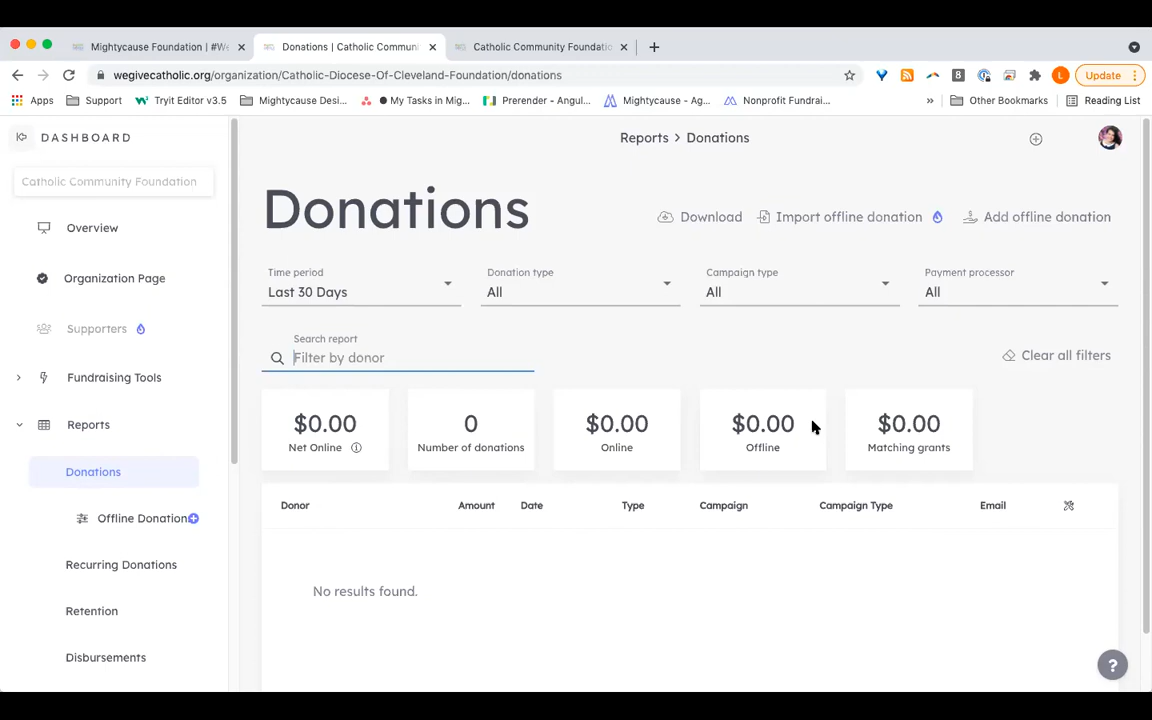 Mightycause Foundation | #We
Donations | Catholic Commun
Catholic Community Foundatio
wegivecatholic.org/organization/Catholic-Diocese-Of-Cleveland-Foundation/donations
8
L
Update
Apps
Support
Tryit Editor v3.5
Mightycause Desi...
● My Tasks in Mig...
Prerender - Angul...
Mightycause - Ag...
Nonprofit Fundrai...
»
Other Bookmarks
Reading List
DASHBOARD
Reports > Donations
Catholic Community Foundation
Donations
Download
Import offline donation
Add offline donation
Overview
Organization Page
Supporters
Fundraising Tools
Reports
Donations
Offline Donation
Recurring Donations
Retention
Disbursements
Time period
Last 30 Days
Donation type
All
Campaign type
All
Payment processor
All
Search report
Filter by donor
Clear all filters
$0.00
Net Online
0
Number of donations
$0.00
Online
$0.00
Offline
$0.00
Matching grants
Donor Amount Date Type Campaign Campaign Type Email
No results found.
?